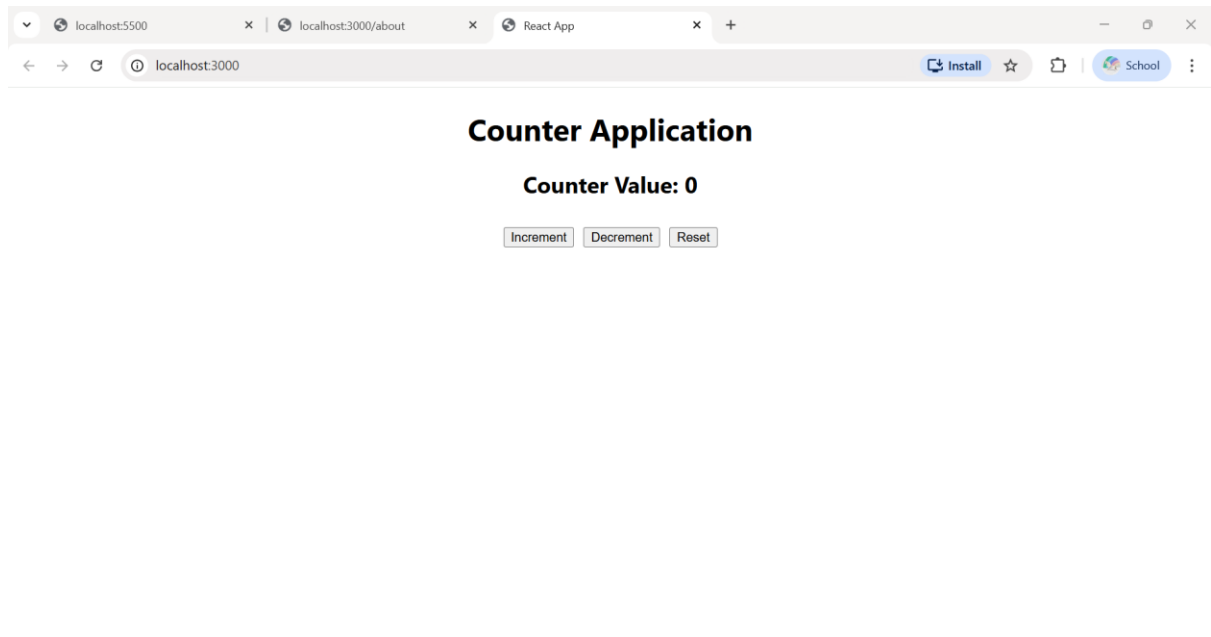 localhost:5500
localhost:3000/about
React App
localhost:3000
Install
School
Counter Application
Counter Value: 0
Increment Decrement Reset